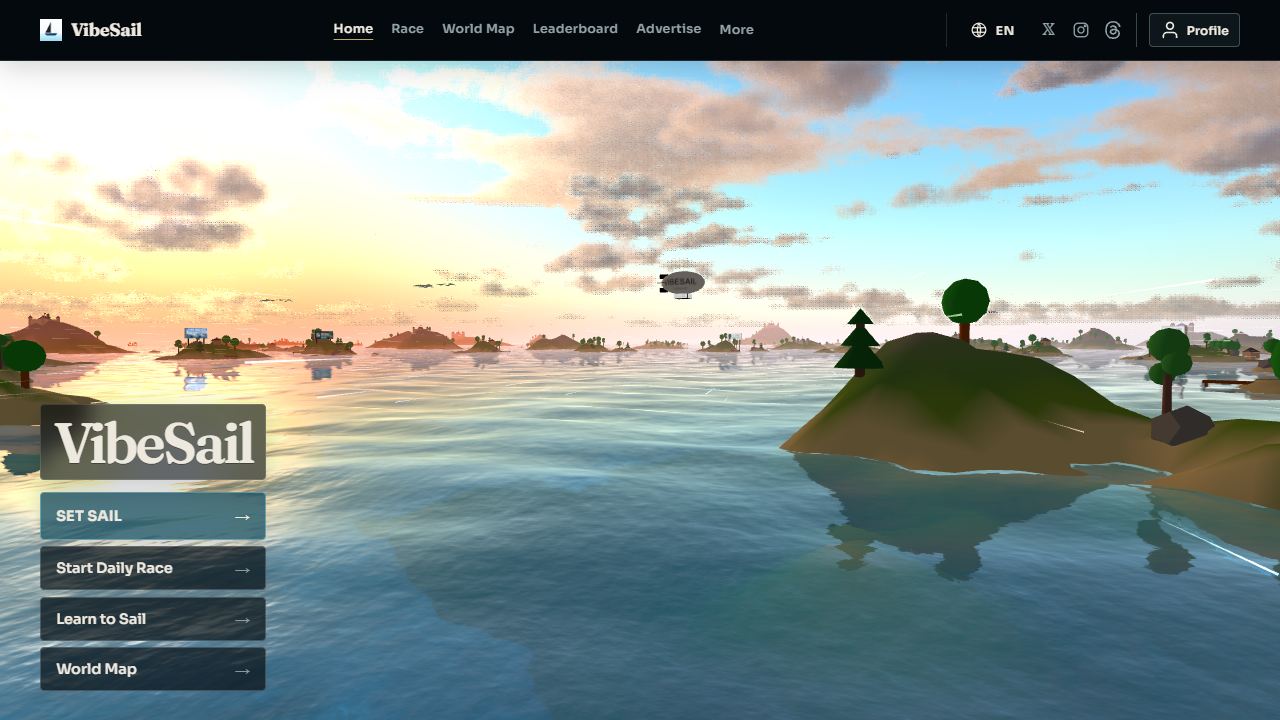 VibeSail
Home
Race
World Map
Leaderboard
Advertise
More
EN
Profile
VIBESAIL
VibeSail
SET SAIL →
Start Daily Race →
Learn to Sail →
World Map →